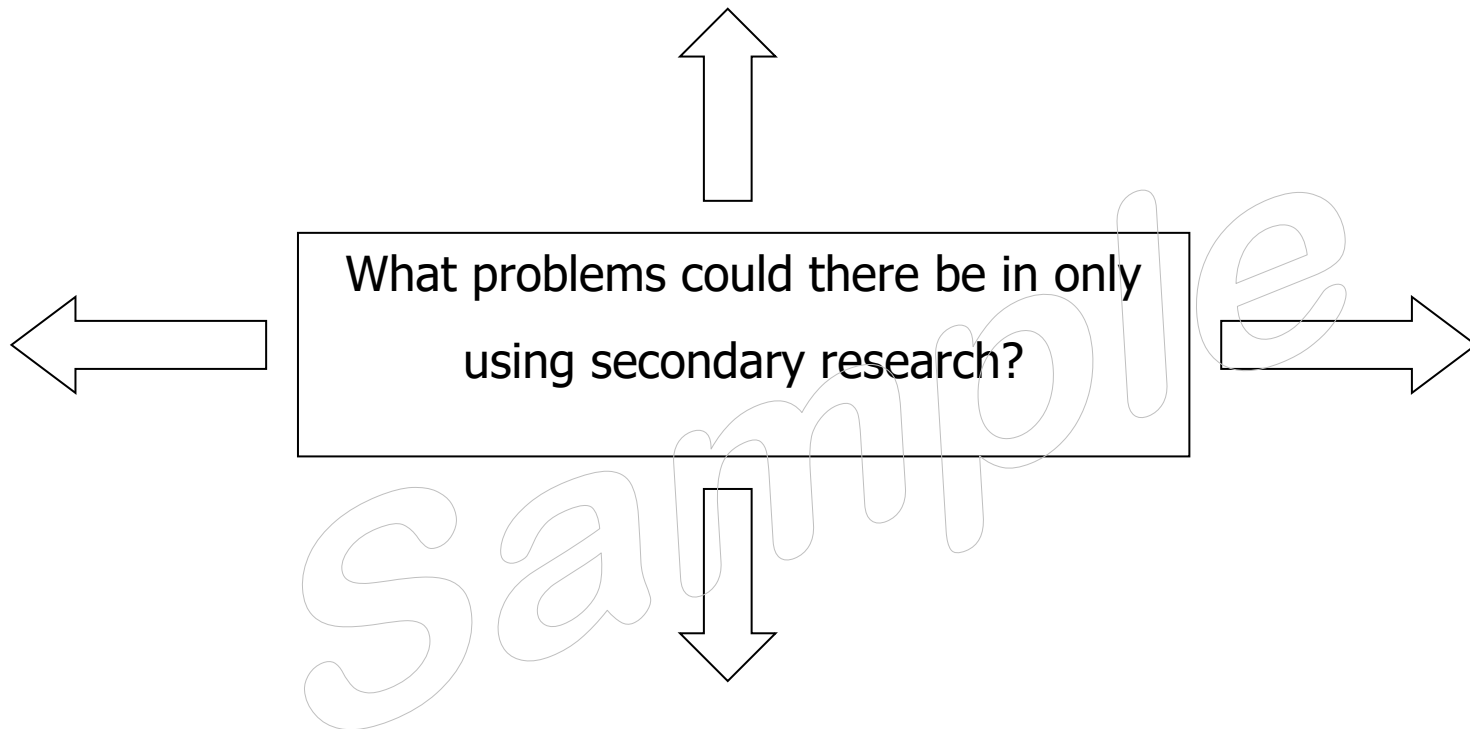 What problems could there be in only
using secondary research?
Sample